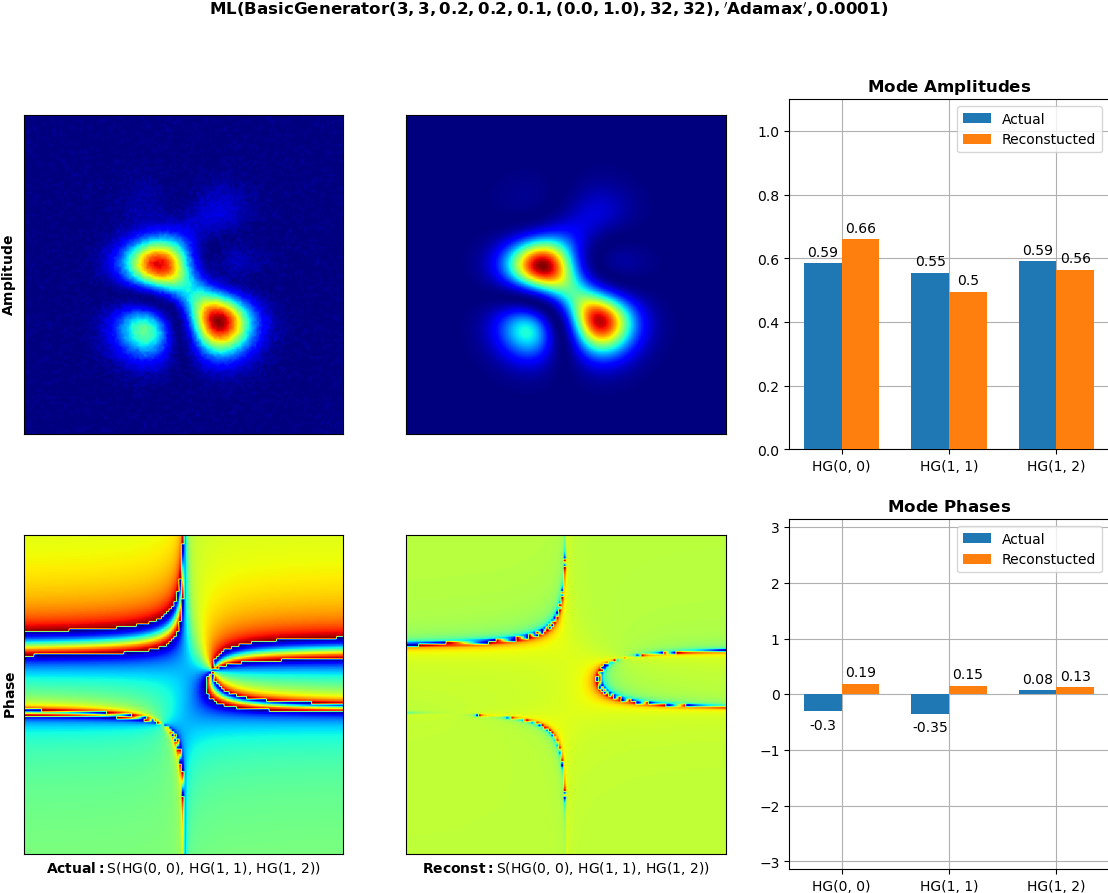 ML(BasicGenerator(3, 3, 0.2, 0.2, 0.1, (0.0, 1.0), 32, 32), 'Adamax', 0.0001)
Amplitude
Mode Amplitudes
Actual
Reconstucted
1.0
0.8
0.6
0.4
0.2
0.0
0.59
0.66
0.55
0.5
0.59
0.56
HG(0, 0)
HG(1, 1)
HG(1, 2)
Phase
Actual: S(HG(0, 0), HG(1, 1), HG(1, 2))
Reconst: S(HG(0, 0), HG(1, 1), HG(1, 2))
Mode Phases
Actual
Reconstucted
3
2
1
0
−1
−2
−3
-0.3
0.19
-0.35
0.15
0.08
0.13
HG(0, 0)
HG(1, 1)
HG(1, 2)